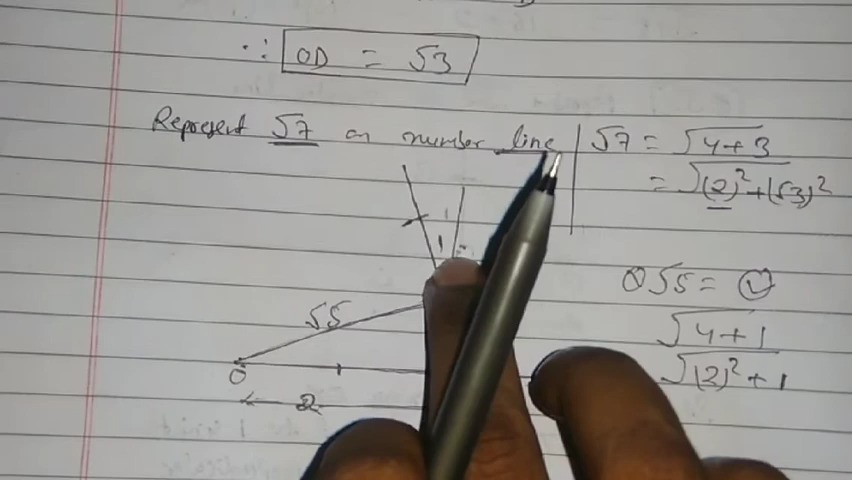 ∴ OD = √3
Represent √7 on number line
√7 = √4+3
= √(2)²+(√3)²
1
1
√5
O
2
Q √5 =
√4+1
√(2)²+1